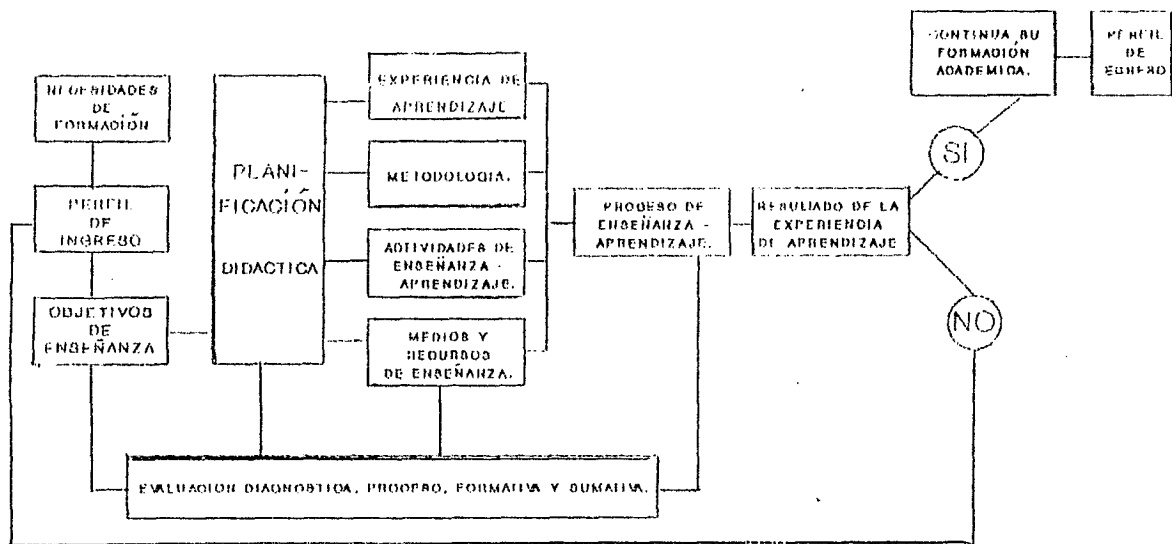 NECESIDADES
DE
FORMACIÓN
PERFIL
DE
INGRESO
OBJETIVOS
DE
ENSEÑANZA
PLANI-
FICACIÓN
DIDACTICA
EXPERIENCIA DE
APRENDIZAJE
METODOLOGIA.
ACTIVIDADES DE
ENSEÑANZA -
APRENDIZAJE.
MEDIOS Y
RECURSOS
DE ENSEÑANZA.
PROCESO DE
ENSEÑANZA -
APRENDIZAJE.
RESULTADO DE LA
EXPERIENCIA
DE APRENDIZAJE
SI
NO
CONTINUA SU
FORMACIÓN
ACADEMICA.
PERFIL
DE
EGRESO
EVALUACION DIAGNOSTICA, FORMATIVA Y SUMATIVA.